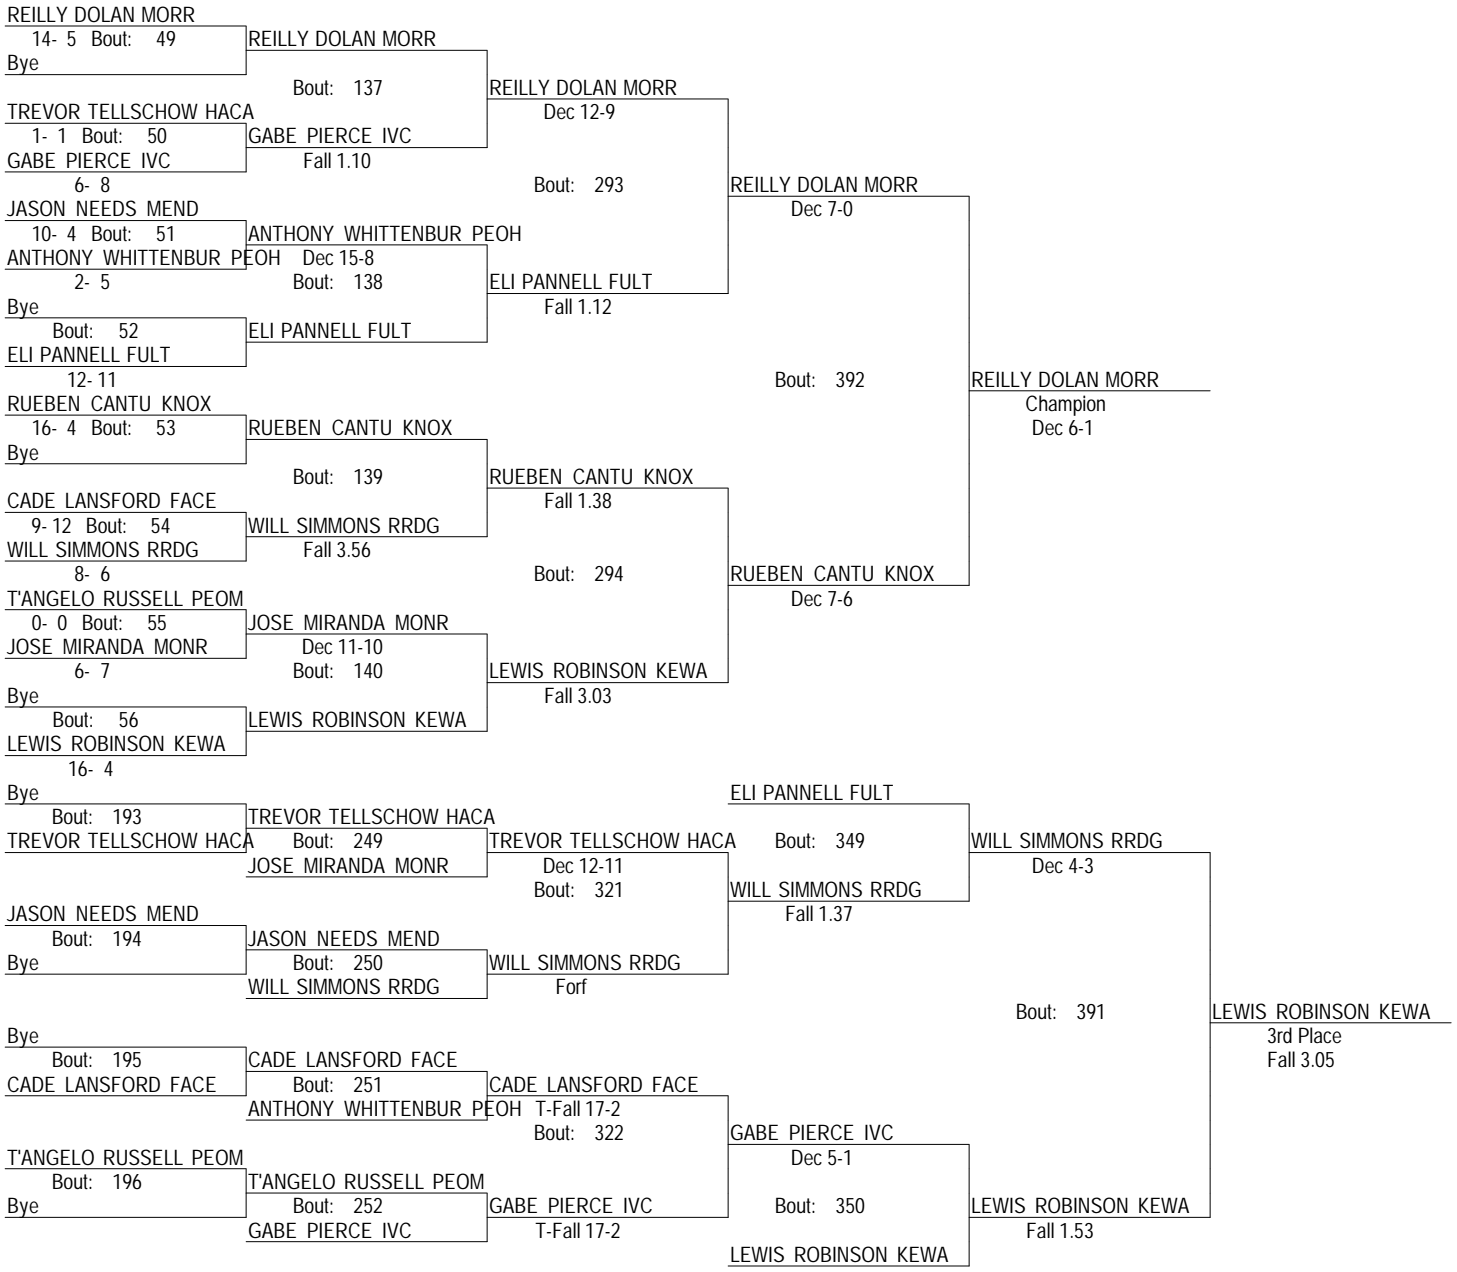 REILLY DOLAN MORR
14- 5 Bout: 49 REILLY DOLAN MORR
Bye
Bout: 137 REILLY DOLAN MORR
TREVOR TELLSCHOW HACA Dec 12-9
1- 1 Bout: 50 GABE PIERCE IVC
GABE PIERCE IVC Fall 1.10
6- 8 Bout: 293 REILLY DOLAN MORR
JASON NEEDS MEND Dec 7-0
10- 4 Bout: 51 ANTHONY WHITTENBUR PEOH
ANTHONY WHITTENBUR PEOH Dec 15-8
2- 5 Bout: 138 ELI PANNELL FULT
Bye Fall 1.12
Bout: 52 ELI PANNELL FULT
ELI PANNELL FULT
12- 11 Bout: 392 REILLY DOLAN MORR
RUEBEN CANTU KNOX Champion
16- 4 Bout: 53 RUEBEN CANTU KNOX Dec 6-1
Bye
Bout: 139 RUEBEN CANTU KNOX
CADE LANSFORD FACE Fall 1.38
9- 12 Bout: 54 WILL SIMMONS RRDG
WILL SIMMONS RRDG Fall 3.56
8- 6 Bout: 294 RUEBEN CANTU KNOX
T'ANGELO RUSSELL PEOM Dec 7-6
0- 0 Bout: 55 JOSE MIRANDA MONR
JOSE MIRANDA MONR Dec 11-10
6- 7 Bout: 140 LEWIS ROBINSON KEWA
Bye Fall 3.03
Bout: 56 LEWIS ROBINSON KEWA
LEWIS ROBINSON KEWA
16- 4
Bye ELI PANNELL FULT
Bout: 193 TREVOR TELLSCHOW HACA
TREVOR TELLSCHOW HACA Bout: 249 TREVOR TELLSCHOW HACA Bout: 349 WILL SIMMONS RRDG
JOSE MIRANDA MONR Dec 12-11 Dec 4-3
Bout: 321 WILL SIMMONS RRDG
JASON NEEDS MEND Fall 1.37
Bout: 194 JASON NEEDS MEND
Bye Bout: 250 WILL SIMMONS RRDG
WILL SIMMONS RRDG Forf
Bout: 391 LEWIS ROBINSON KEWA
Bye 3rd Place
Bout: 195 CADE LANSFORD FACE Fall 3.05
CADE LANSFORD FACE Bout: 251 CADE LANSFORD FACE
ANTHONY WHITTENBUR PEOH T-Fall 17-2
Bout: 322 GABE PIERCE IVC
T'ANGELO RUSSELL PEOM Dec 5-1
Bout: 196 T'ANGELO RUSSELL PEOM
Bye Bout: 252 GABE PIERCE IVC Bout: 350 LEWIS ROBINSON KEWA
GABE PIERCE IVC T-Fall 17-2 Fall 1.53
LEWIS ROBINSON KEWA